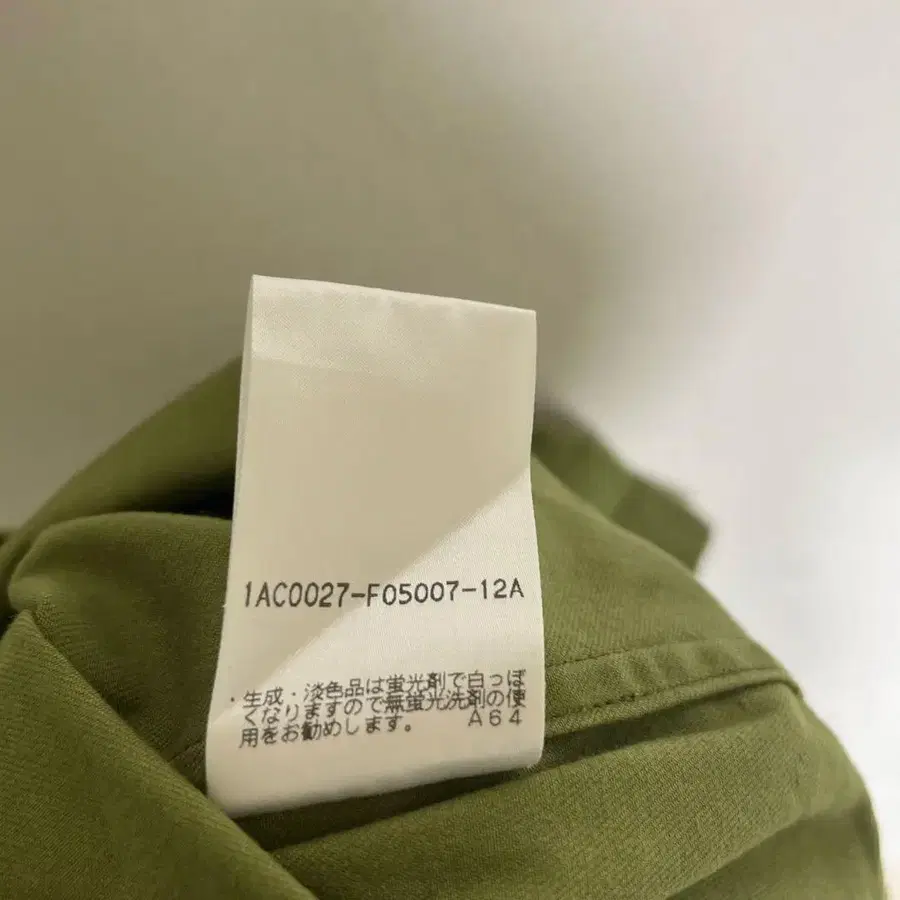 1AC0027-F05007-12A
・生成・淡色品は蛍光剤で白っぽ
くなりますので無蛍光洗剤の使
用をお勧めします。 A64